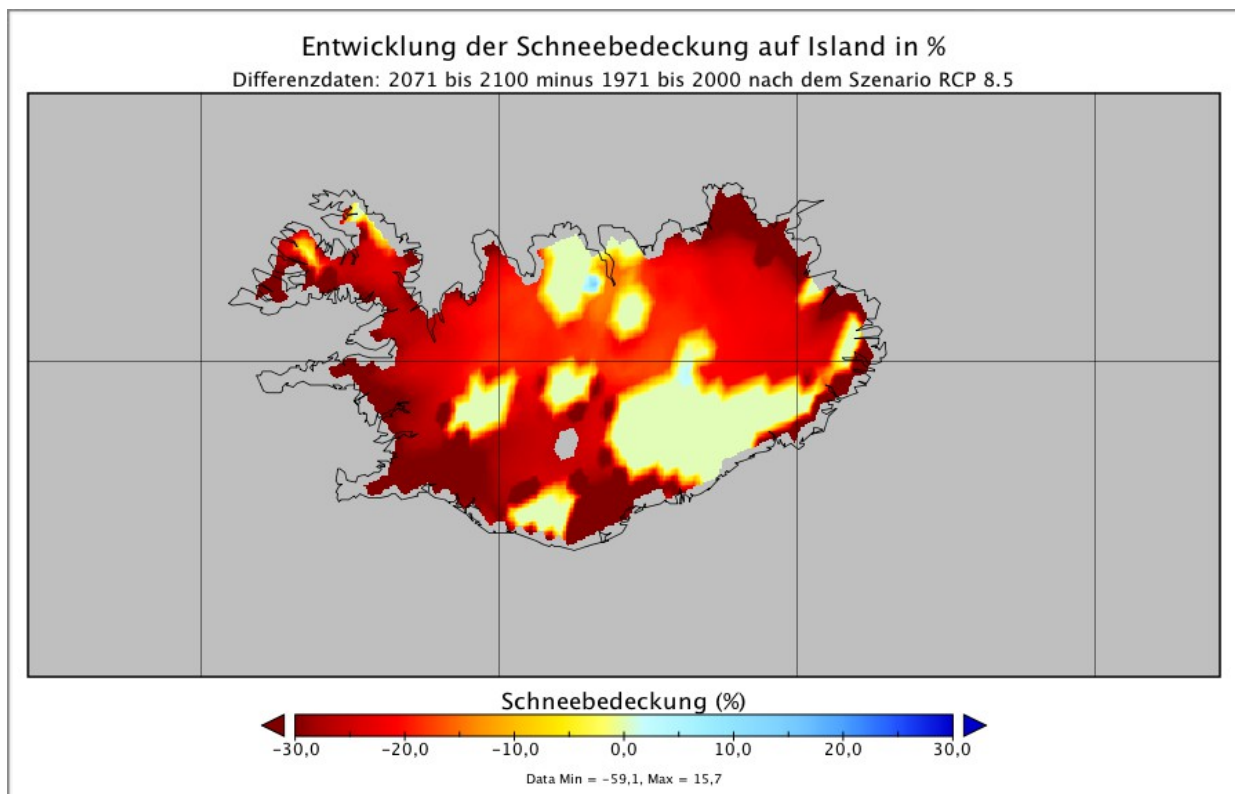 Entwicklung der Schneebedeckung auf Island in %
Differenzdaten: 2071 bis 2100 minus 1971 bis 2000 nach dem Szenario RCP 8.5
Schneebedeckung (%)
-30,0 -20,0 -10,0 0,0 10,0 20,0 30,0
Data Min = -59,1, Max = 15,7